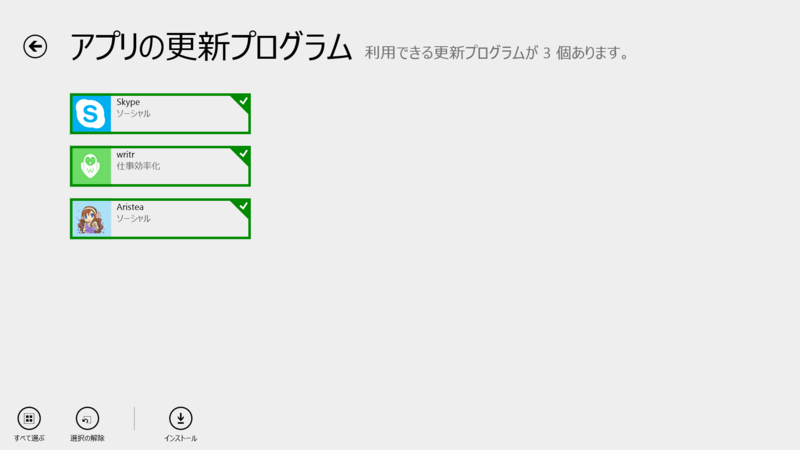 アプリの更新プログラム 利用できる更新プログラムが 3 個あります。
S
Skype
ソーシャル
w
writr
仕事効率化
Aristea
ソーシャル
すべて選ぶ 選択の解除 インストール